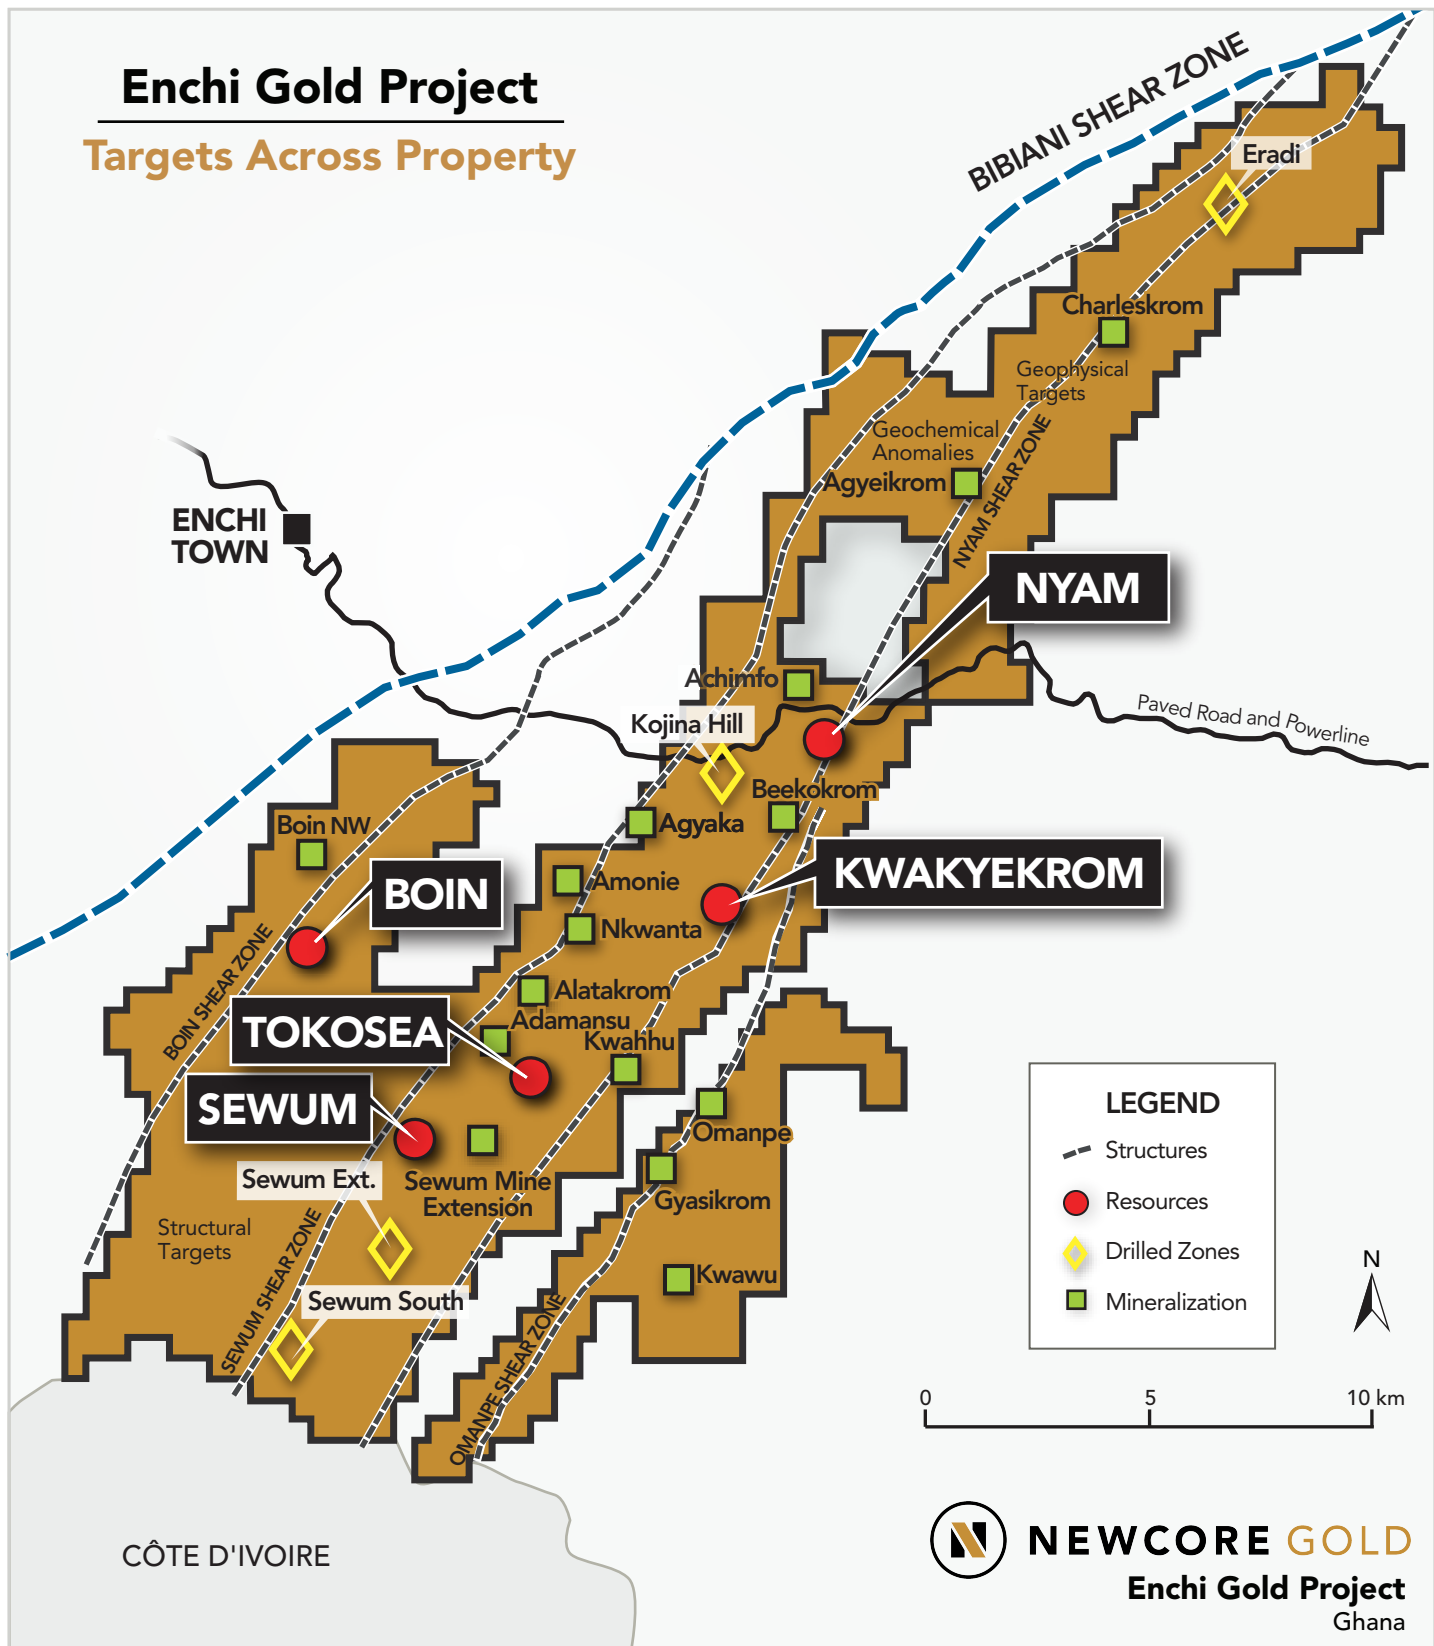 Enchi Gold Project
Targets Across Property
BIBIANI SHEAR ZONE
Eradi
Charleskrom
Geophysical
Targets
Geochemical
Anomalies
Agyeikrom
NYAM SHEAR ZONE
ENCHI
TOWN
NYAM
Achimfo
Kojina Hill
Paved Road and Powerline
Beekokrom
Boin NW
Agyaka
BOIN
Amonie
KWAKYEKROM
Nkwanta
BOIN SHEAR ZONE
Alatakrom
TOKOSEA
Adamansu
Kwahhu
SEWUM
Omanpe
Sewum Ext.
Sewum Mine
Extension
Gyasikrom
Structural
Targets
SEWUM SHEAR ZONE
Kwawu
Sewum South
OMANPE SHEAR ZONE
LEGEND
Structures
Resources
Drilled Zones
Mineralization
N
0 5 10 km
CÔTE D'IVOIRE
NEWCORE GOLD
Enchi Gold Project
Ghana